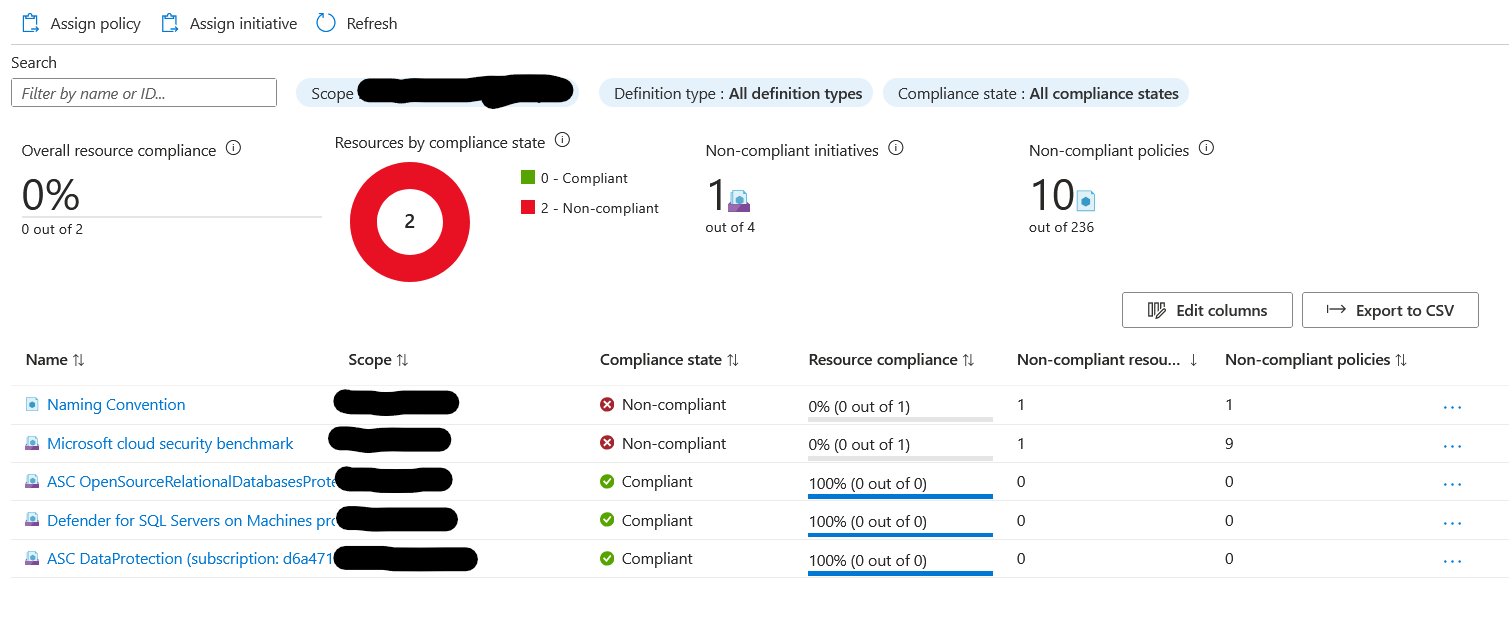 Assign policy Assign initiative Refresh
Search
Filter by name or ID... Scope Definition type : All definition types Compliance state : All compliance states
Overall resource compliance Resources by compliance state Non-compliant initiatives Non-compliant policies
0% 2 0 - Compliant 1 10
2 - Non-compliant
0 out of 2 out of 4 out of 236
Edit columns Export to CSV
Name Scope Compliance state Resource compliance Non-compliant resou... Non-compliant policies
Naming Convention Non-compliant 0% (0 out of 1) 1 1 ...
Microsoft cloud security benchmark Non-compliant 0% (0 out of 1) 1 9 ...
ASC OpenSourceRelationalDatabasesProte Compliant 100% (0 out of 0) 0 0 ...
Defender for SQL Servers on Machines pro Compliant 100% (0 out of 0) 0 0 ...
ASC DataProtection (subscription: d6a471 Compliant 100% (0 out of 0) 0 0 ...